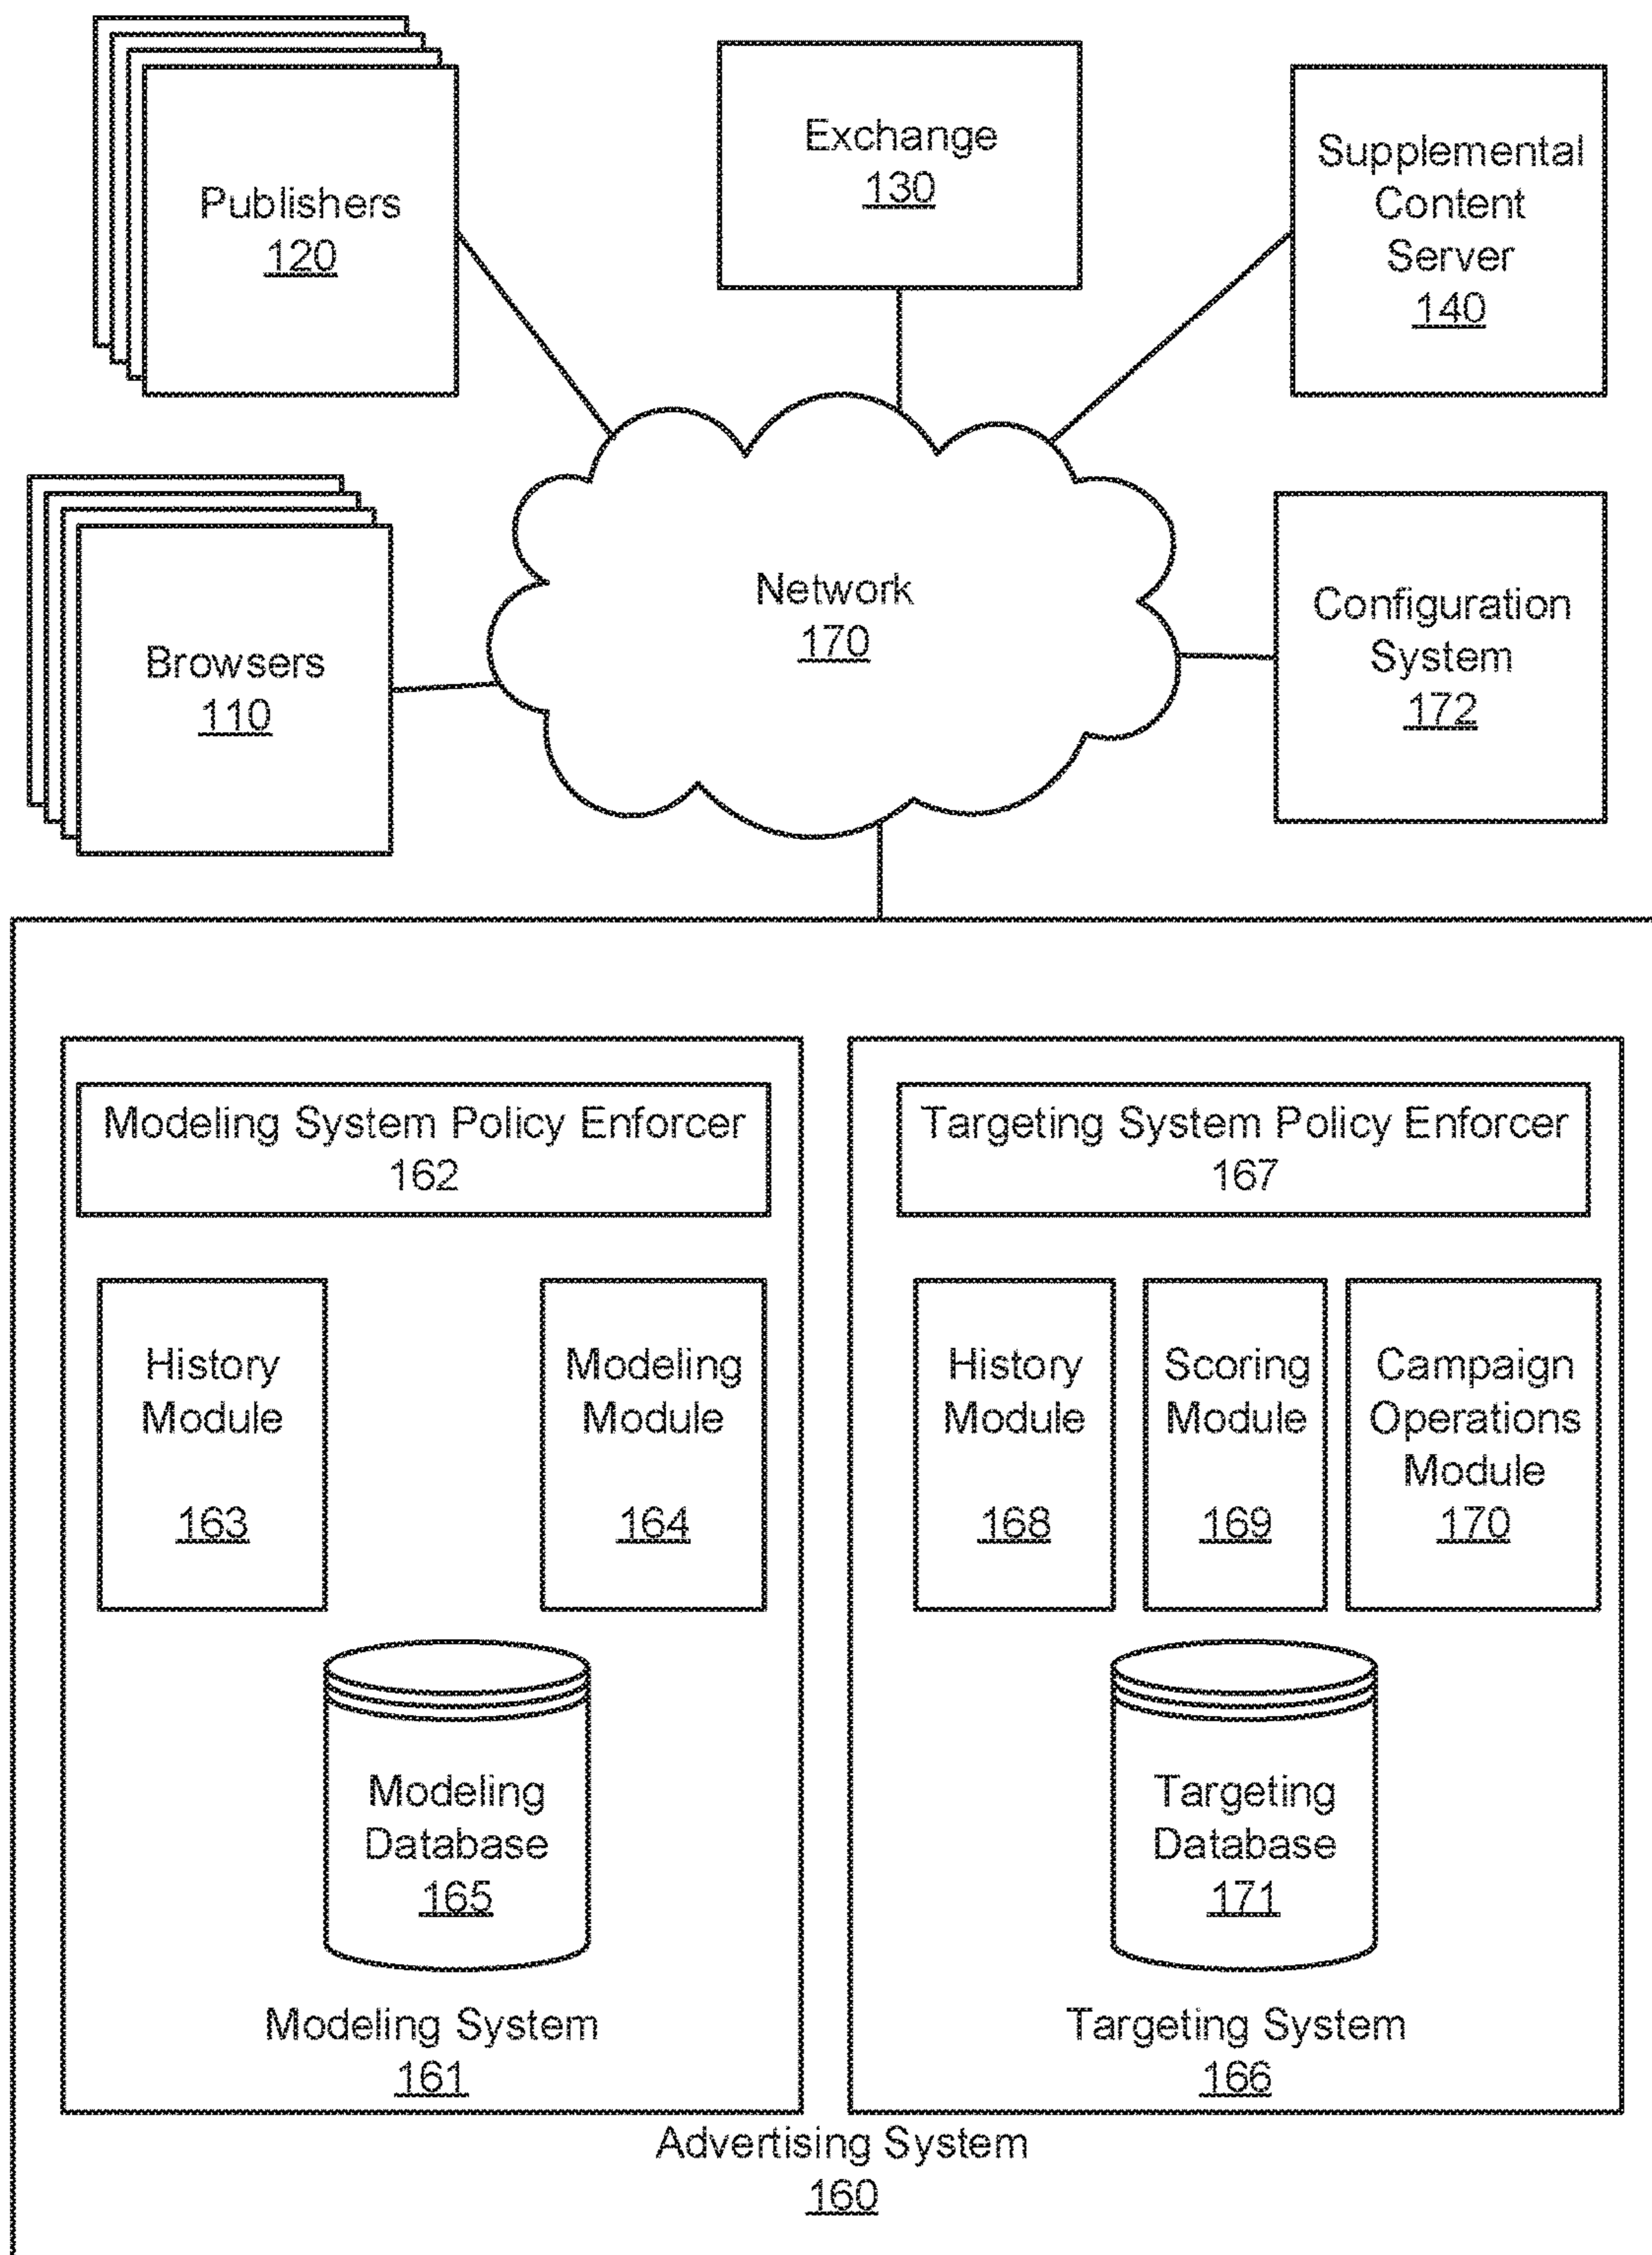 Publishers
120
Exchange
130
Supplemental
Content
Server
140
Browsers
110
Network
170
Configuration
System
172
Modeling System Policy Enforcer
162
History
Module
163
Modeling
Module
164
Modeling
Database
165
Modeling System
161
Targeting System Policy Enforcer
167
History
Module
168
Scoring
Module
169
Campaign
Operations
Module
170
Targeting
Database
171
Targeting System
166
Advertising System
160